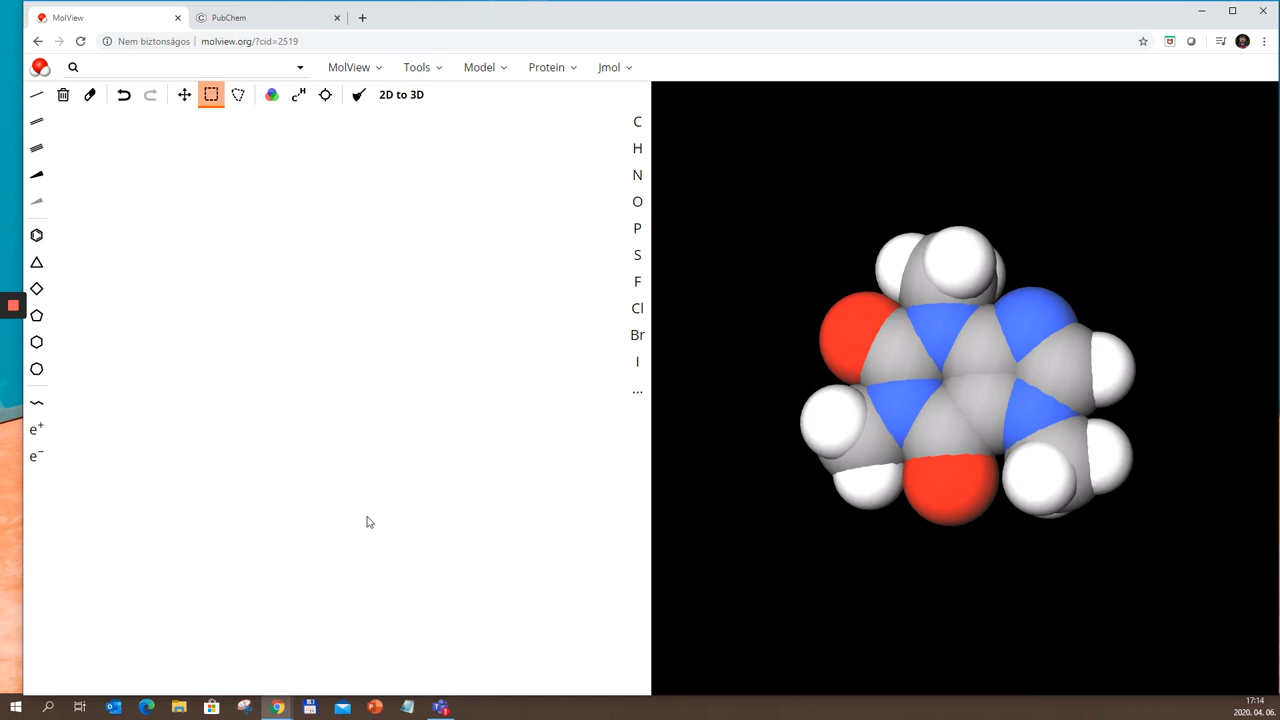 MolView
PubChem
Nem biztonságos
molview.org/?cid=2519
MolView
Tools
Model
Protein
Jmol
C H
2D to 3D
C
H
N
O
P
S
F
Cl
Br
I
...
e+
e−
1
17:14
2020. 04. 06.